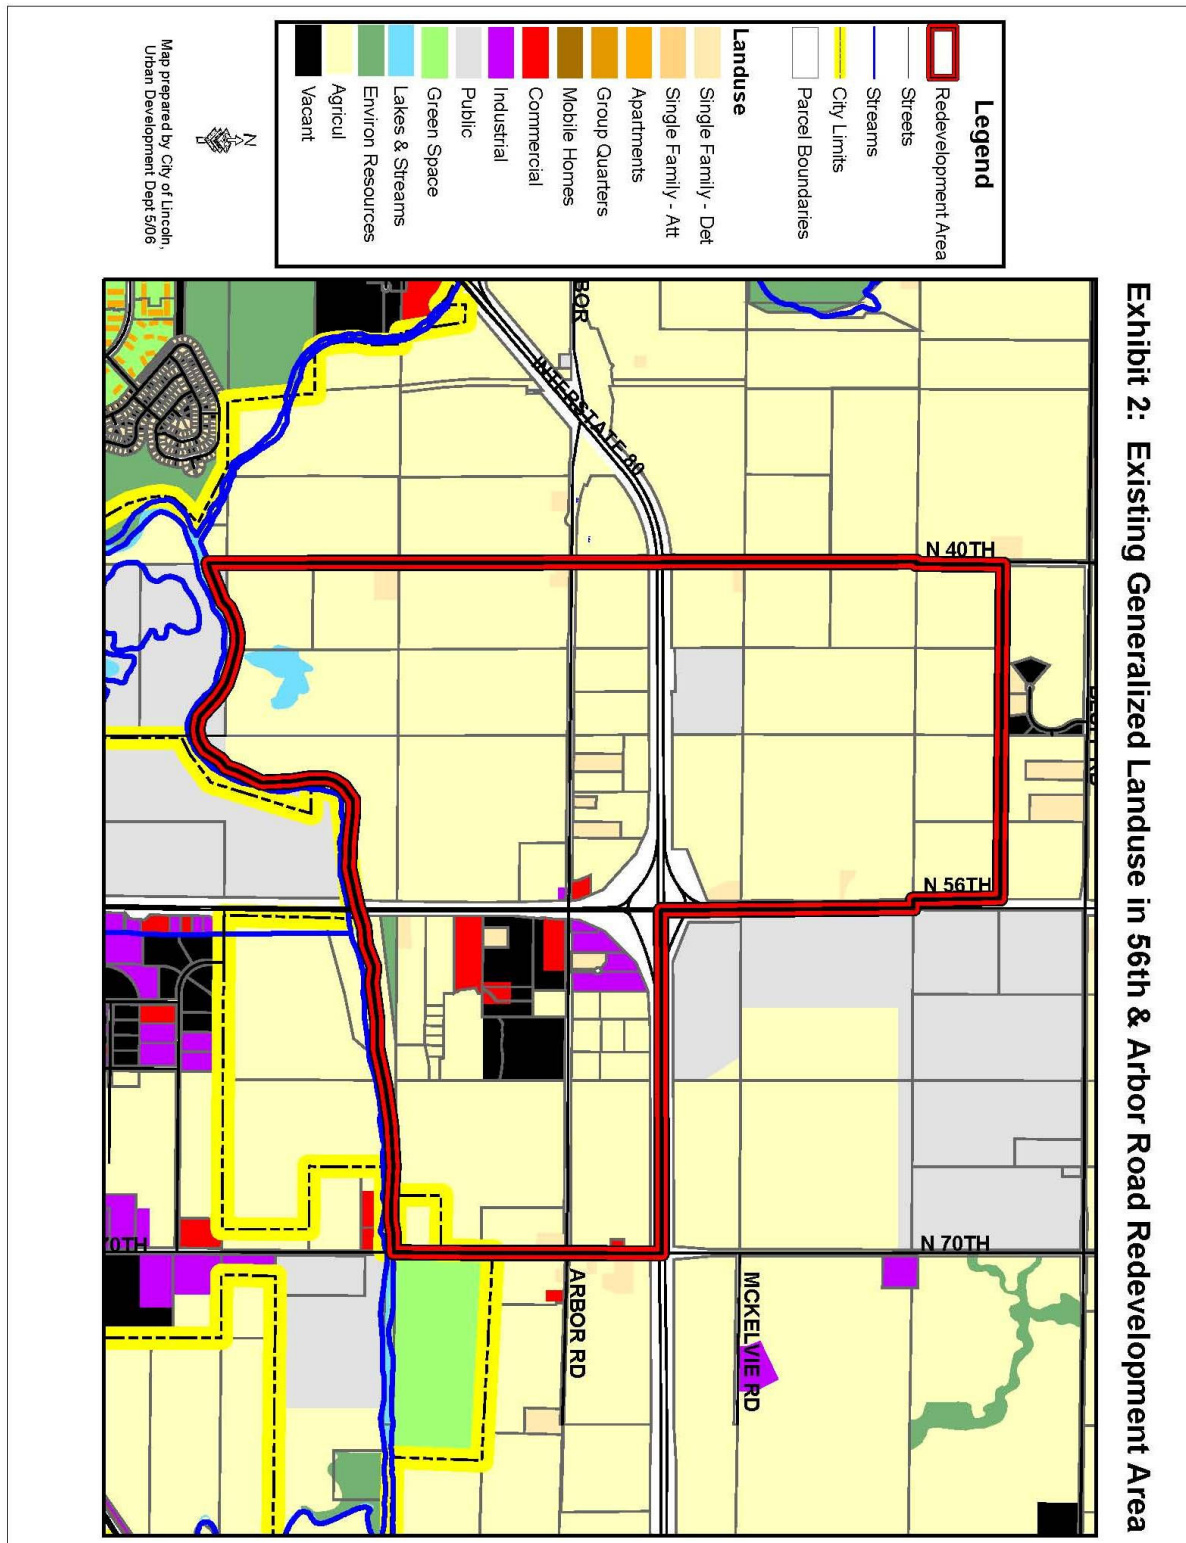 Exhibit 2: Existing Generalized Landuse in 56th & Arbor Road Redevelopment Area
Legend
Redevelopment Area
Streets
Streams
City Limits
Parcel Boundaries
Landuse
Single Family - Det
Single Family - Att
Apartments
Group Quarters
Mobile Homes
Commercial
Industrial
Public
Green Space
Lakes & Streams
Environ Resources
Agricul
Vacant
N
Map prepared by City of Lincoln,
Urban Development Dept 5/06
BOR
INTERSTATE 80
N 40TH
N 56TH
N 70TH
MCKELVIE RD
ARBOR RD
70TH